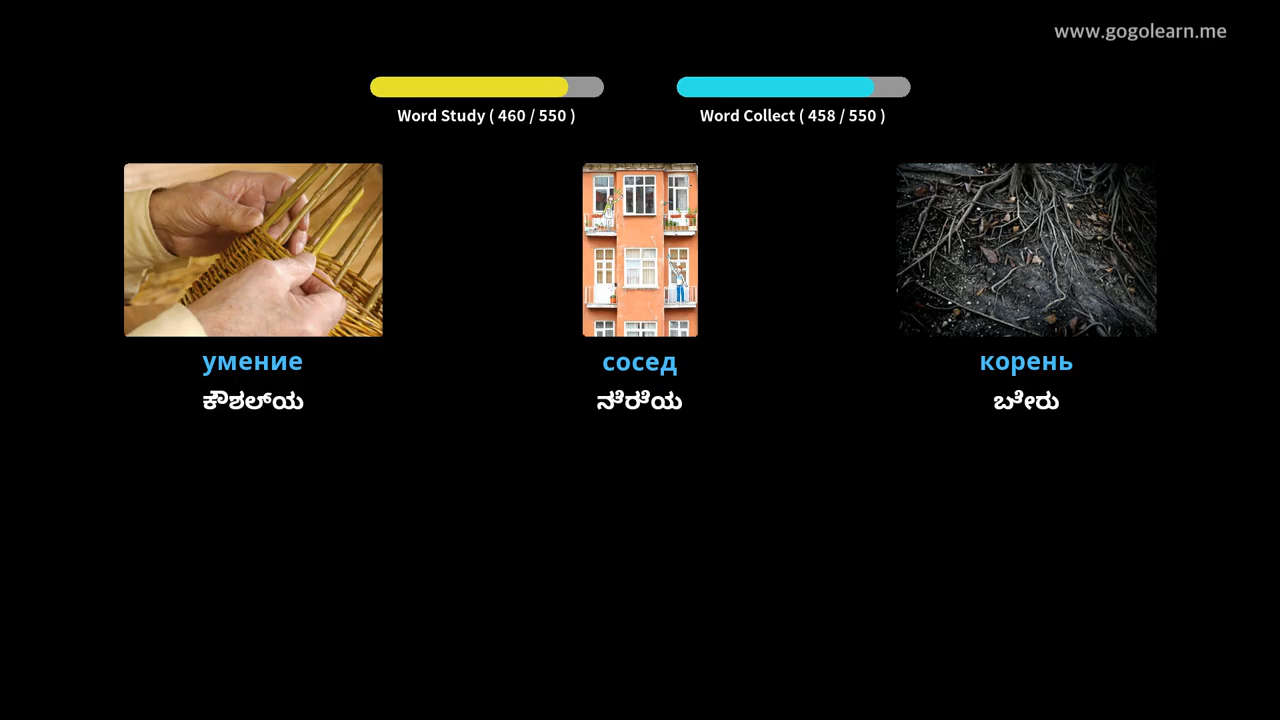 www.gogolearn.me
Word Study ( 460 / 550 )
Word Collect ( 458 / 550 )
умение
сосед
корень
ಕೌಶಲ್ಯ
ನೆರೆಯ
ಬೇರು